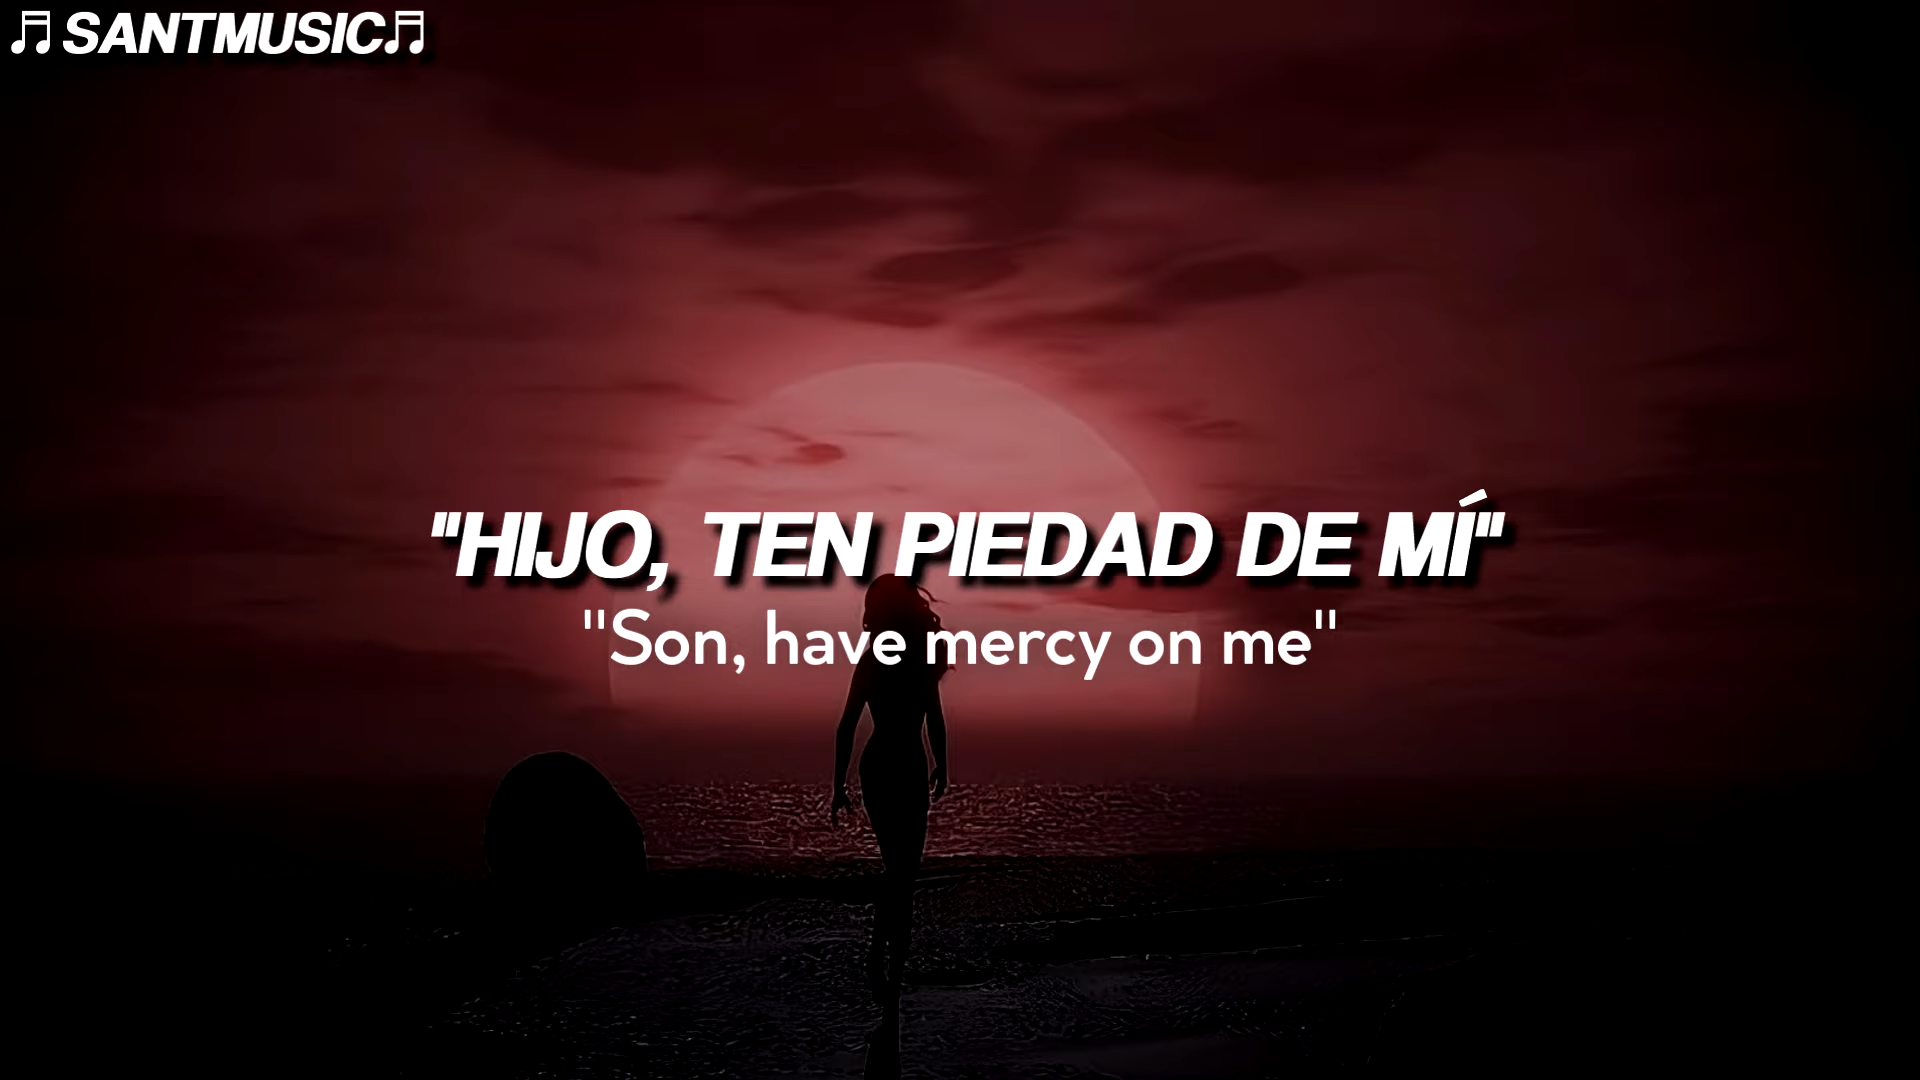 ♫SANTMUSIC♫
"HIJO, TEN PIEDAD DE MÍ"
"Son, have mercy on me"